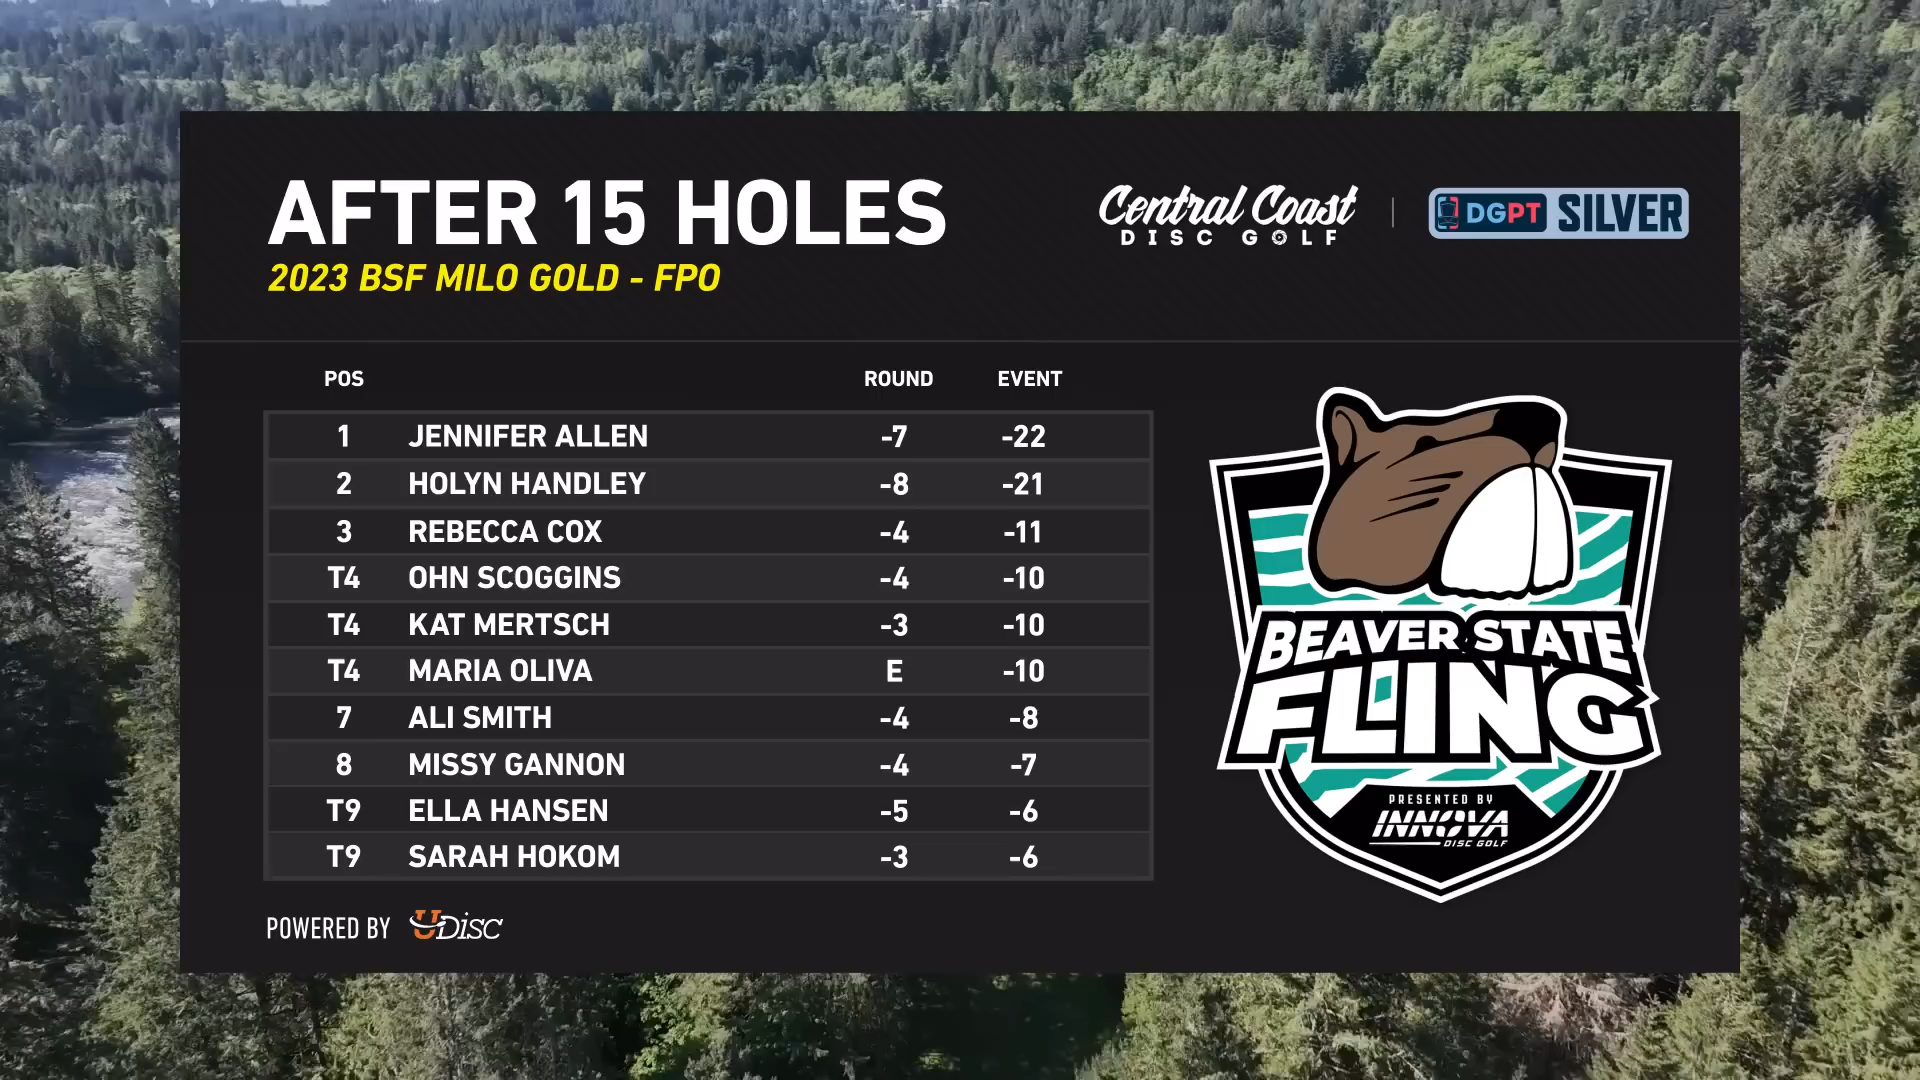 AFTER 15 HOLES
2023 BSF MILO GOLD - FPO
Central Coast
DISC GOLF
DGPT SILVER
POS ROUND EVENT
1 JENNIFER ALLEN -7 -22
2 HOLYN HANDLEY -8 -21
3 REBECCA COX -4 -11
T4 OHN SCOGGINS -4 -10
T4 KAT MERTSCH -3 -10
T4 MARIA OLIVA E -10
7 ALI SMITH -4 -8
8 MISSY GANNON -4 -7
T9 ELLA HANSEN -5 -6
T9 SARAH HOKOM -3 -6
BEAVER STATE
FLING
PRESENTED BY
INNOVA
DISC GOLF
POWERED BY UDisc